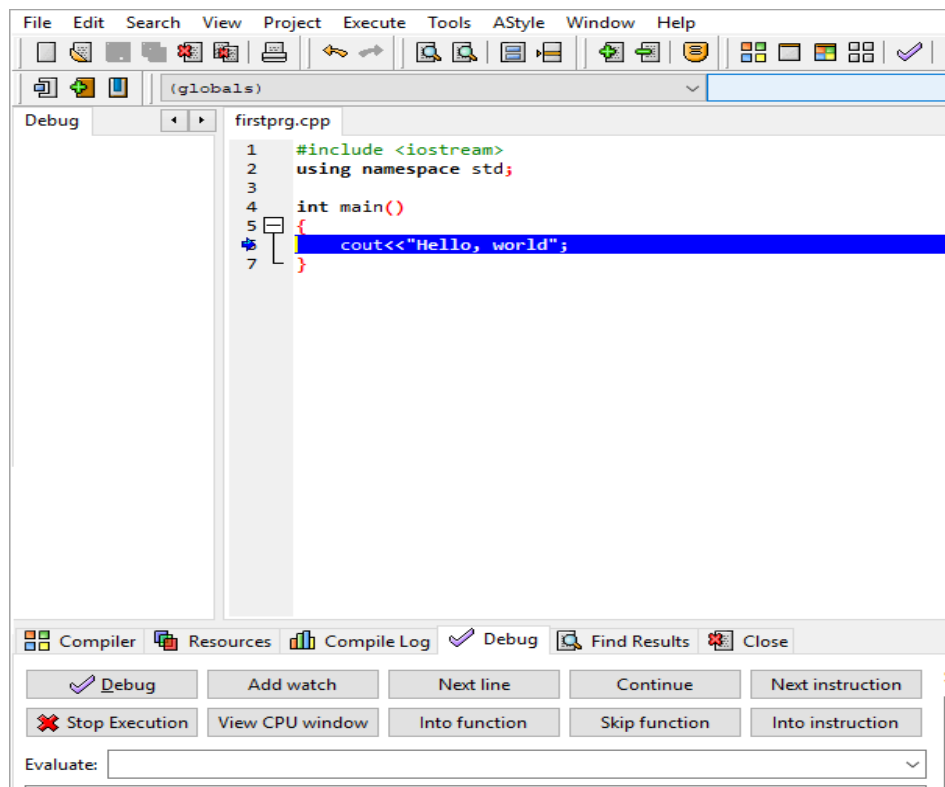 File Edit Search View Project Execute Tools AStyle Window Help
(globals)
Debug
firstprg.cpp
1 #include <iostream>
2 using namespace std;
3
4 int main()
5 {
6 cout<<"Hello, world";
7 }
Compiler Resources Compile Log Debug Find Results Close
Debug Add watch Next line Continue Next instruction
Stop Execution View CPU window Into function Skip function Into instruction
Evaluate: